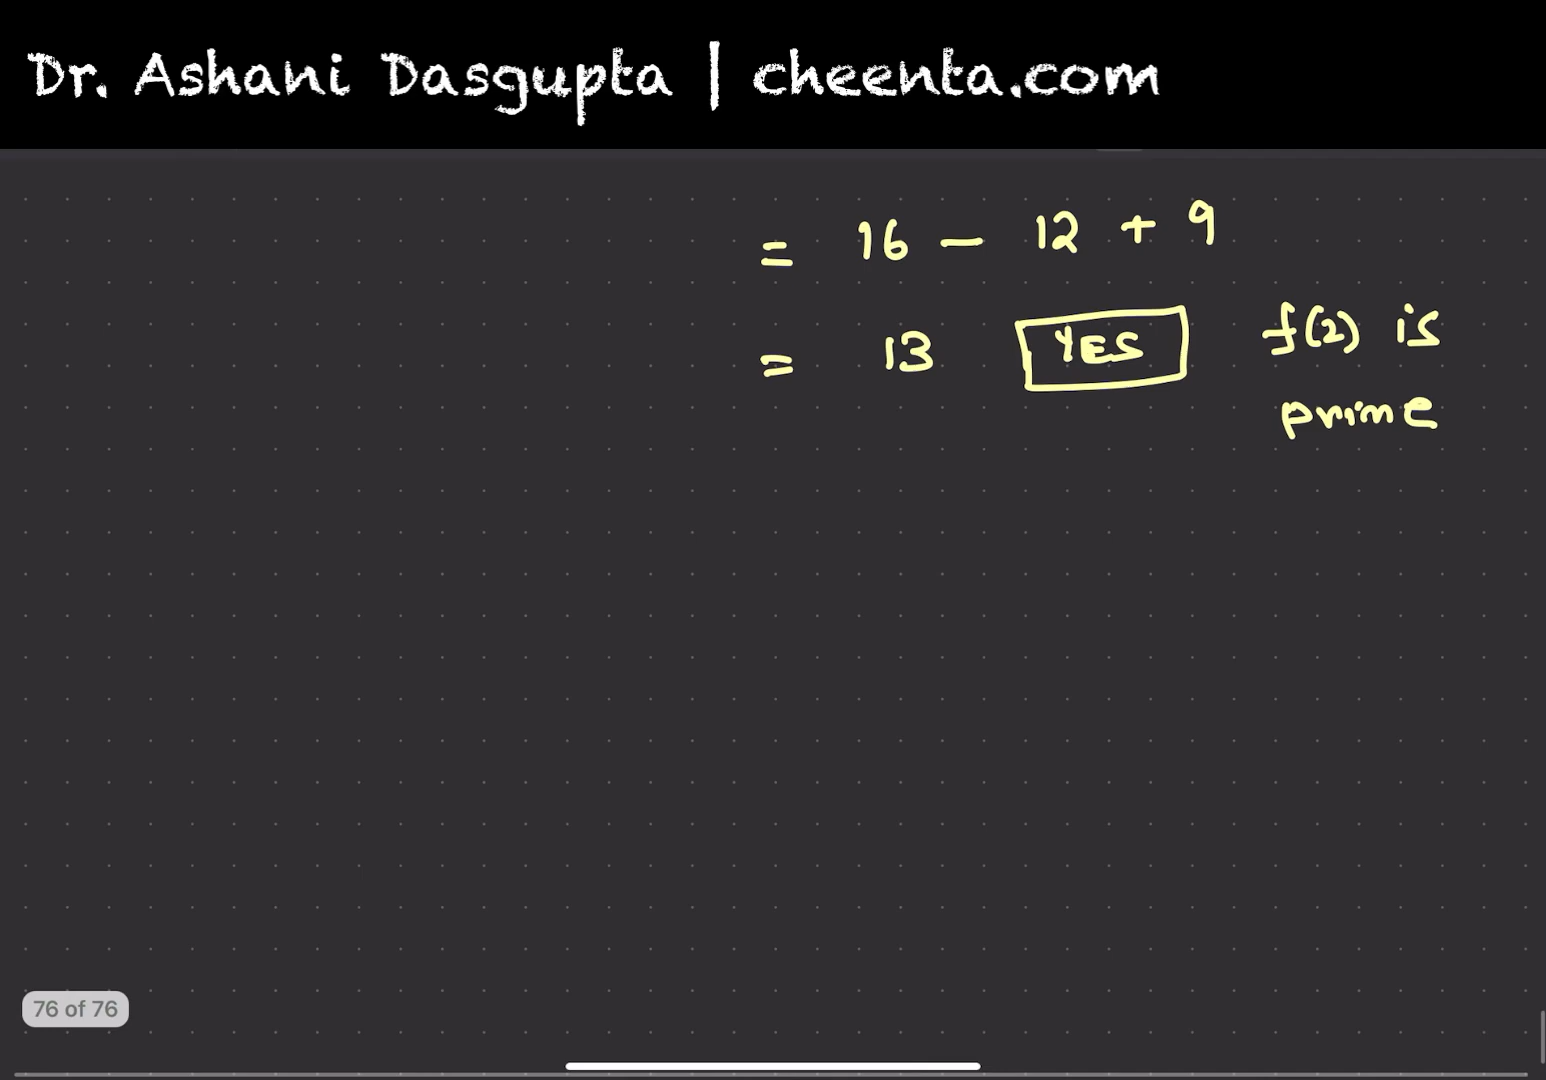 Dr. Ashani Dasgupta | cheenta.com
= 16 - 12 + 9
= 13 YES f(2) is
prime
76 of 76